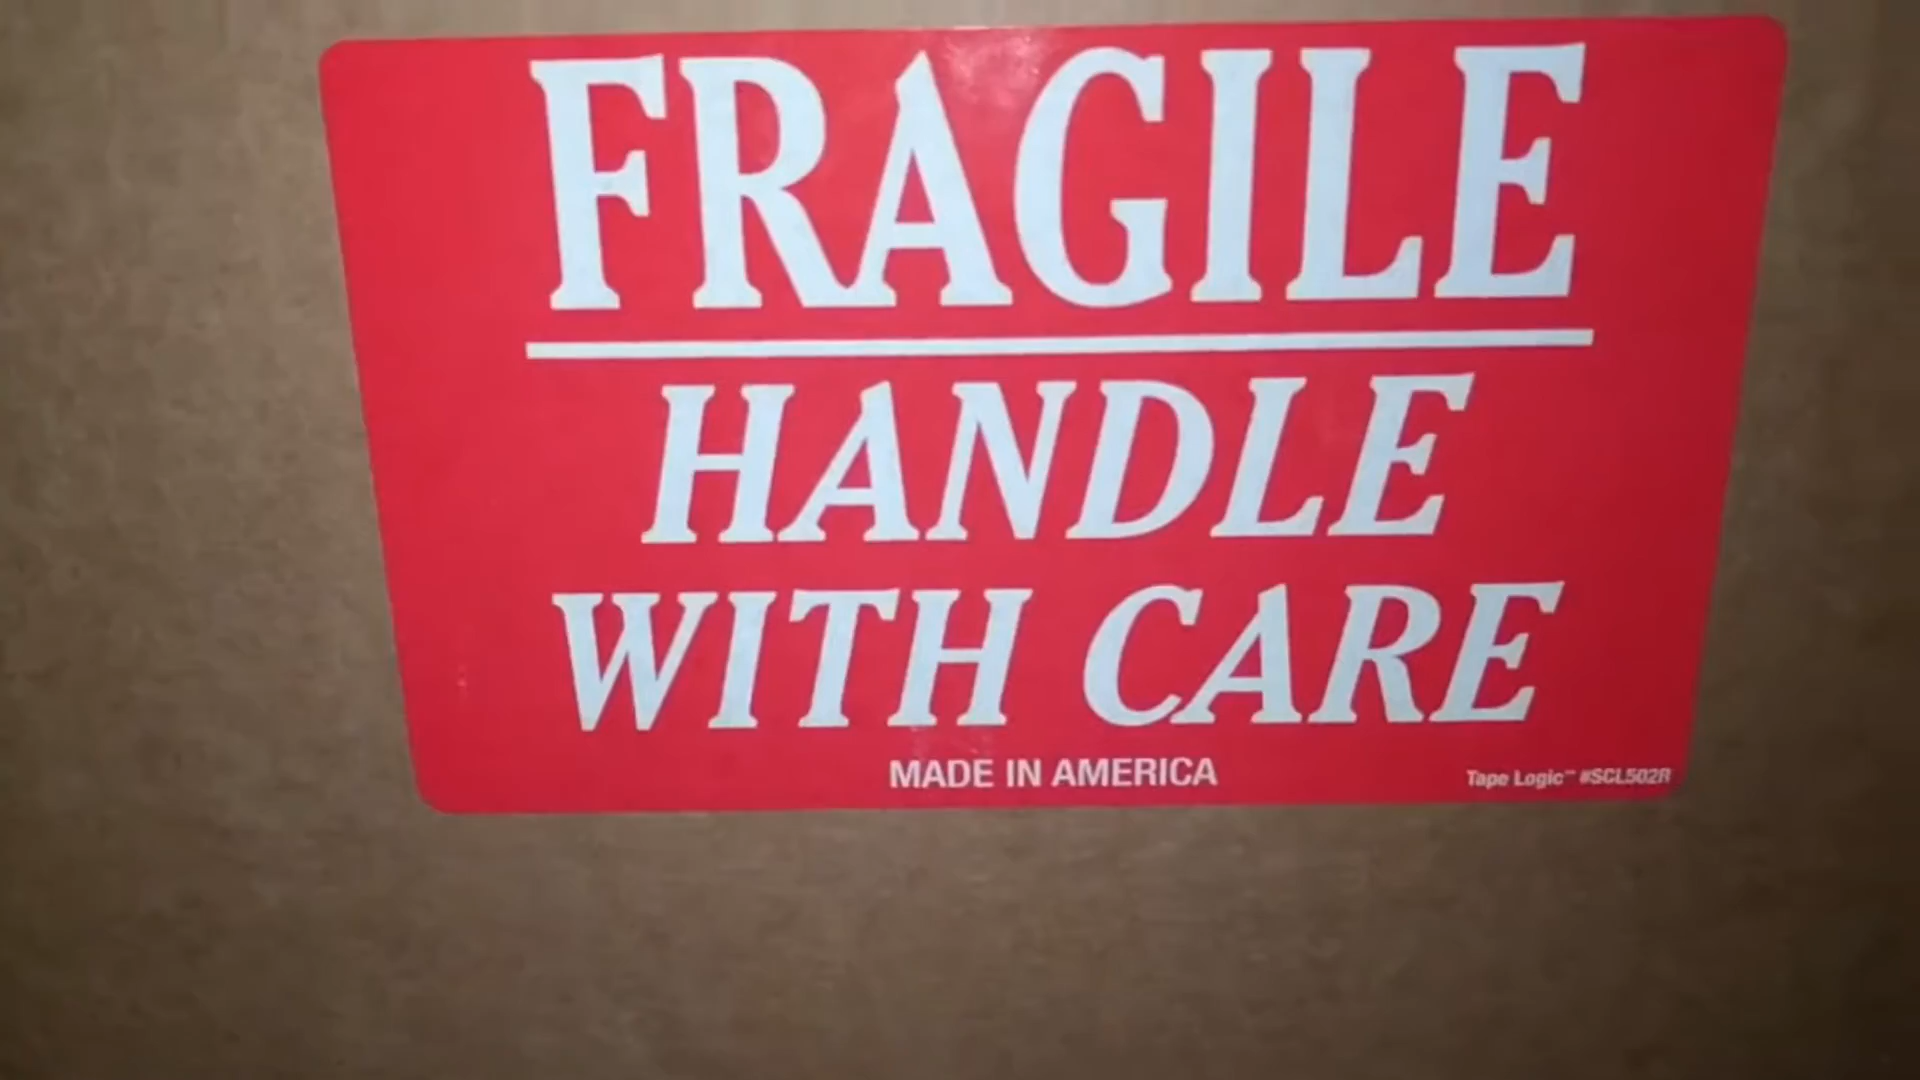 FRAGILE
HANDLE
WITH CARE
MADE IN AMERICA
Tape Logic™ #SCL502R